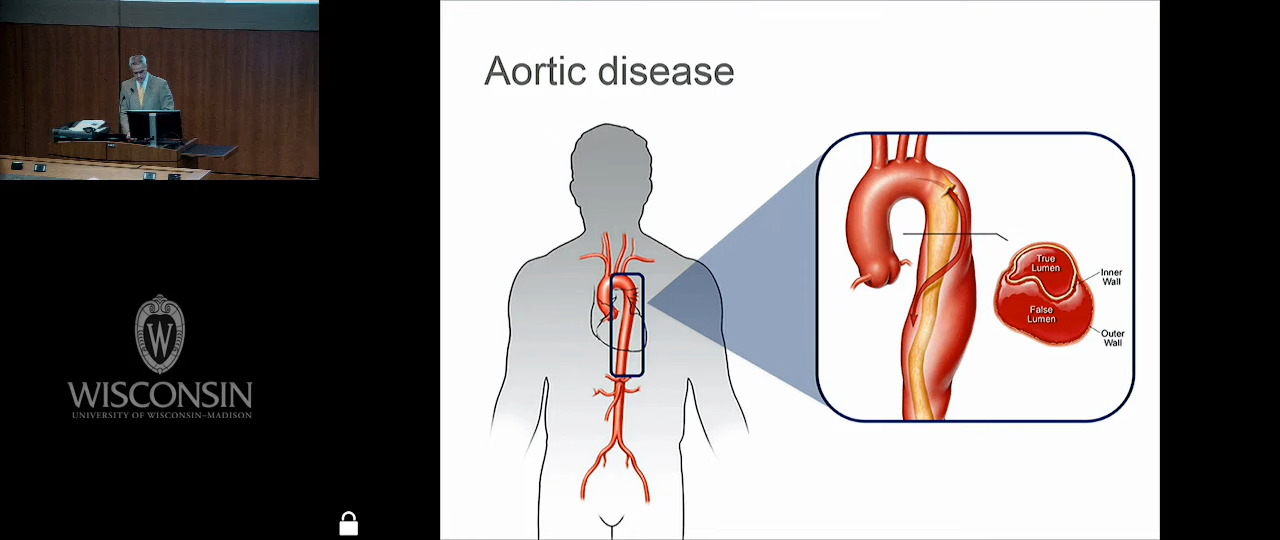 Aortic disease
True
Lumen
Inner
Wall
False
Lumen
Outer
Wall
W
WISCONSIN
UNIVERSITY OF WISCONSIN–MADISON